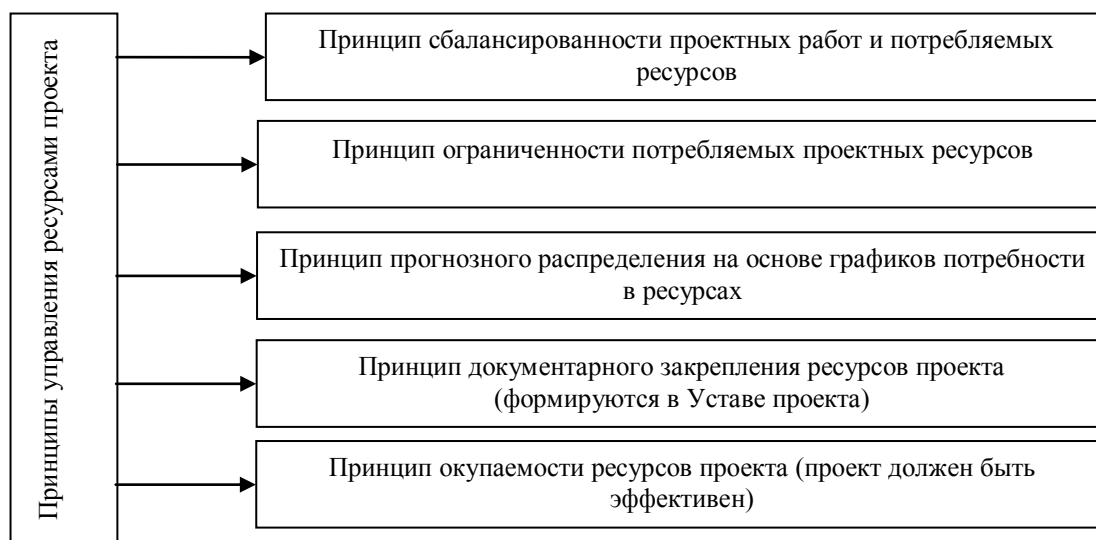 Принципы управления ресурсами проекта
Принцип сбалансированности проектных работ и потребляемых
ресурсов
Принцип ограниченности потребляемых проектных ресурсов
Принцип прогнозного распределения на основе графиков потребности
в ресурсах
Принцип документарного закрепления ресурсов проекта
(формируются в Уставе проекта)
Принцип окупаемости ресурсов проекта (проект должен быть
эффективен)